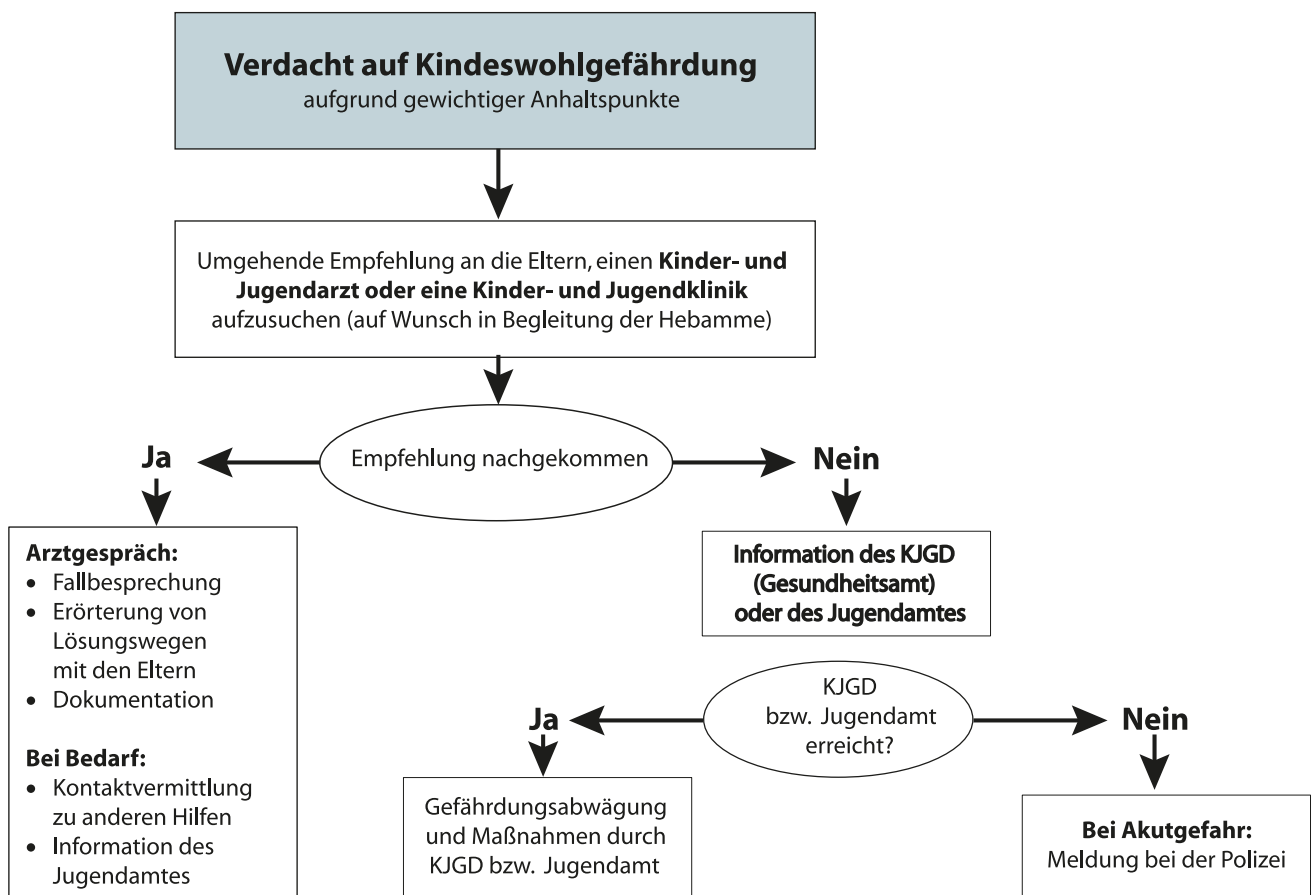 Verdacht auf Kindeswohlgefährdung
aufgrund gewichtiger Anhaltspunkte
Umgehende Empfehlung an die Eltern, einen Kinder- und
Jugendarzt oder eine Kinder- und Jugendklinik
aufzusuchen (auf Wunsch in Begleitung der Hebamme)
Empfehlung nachgekommen
Ja
Nein
Arztgespräch:
• Fallbesprechung
• Erörterung von
Lösungswegen
mit den Eltern
• Dokumentation
Bei Bedarf:
• Kontaktvermittlung
zu anderen Hilfen
• Information des
Jugendamtes
Information des KJGD
(Gesundheitsamt)
oder des Jugendamtes
KJGD
bzw. Jugendamt
erreicht?
Ja
Nein
Gefährdungsabwägung
und Maßnahmen durch
KJGD bzw. Jugendamt
Bei Akutgefahr:
Meldung bei der Polizei